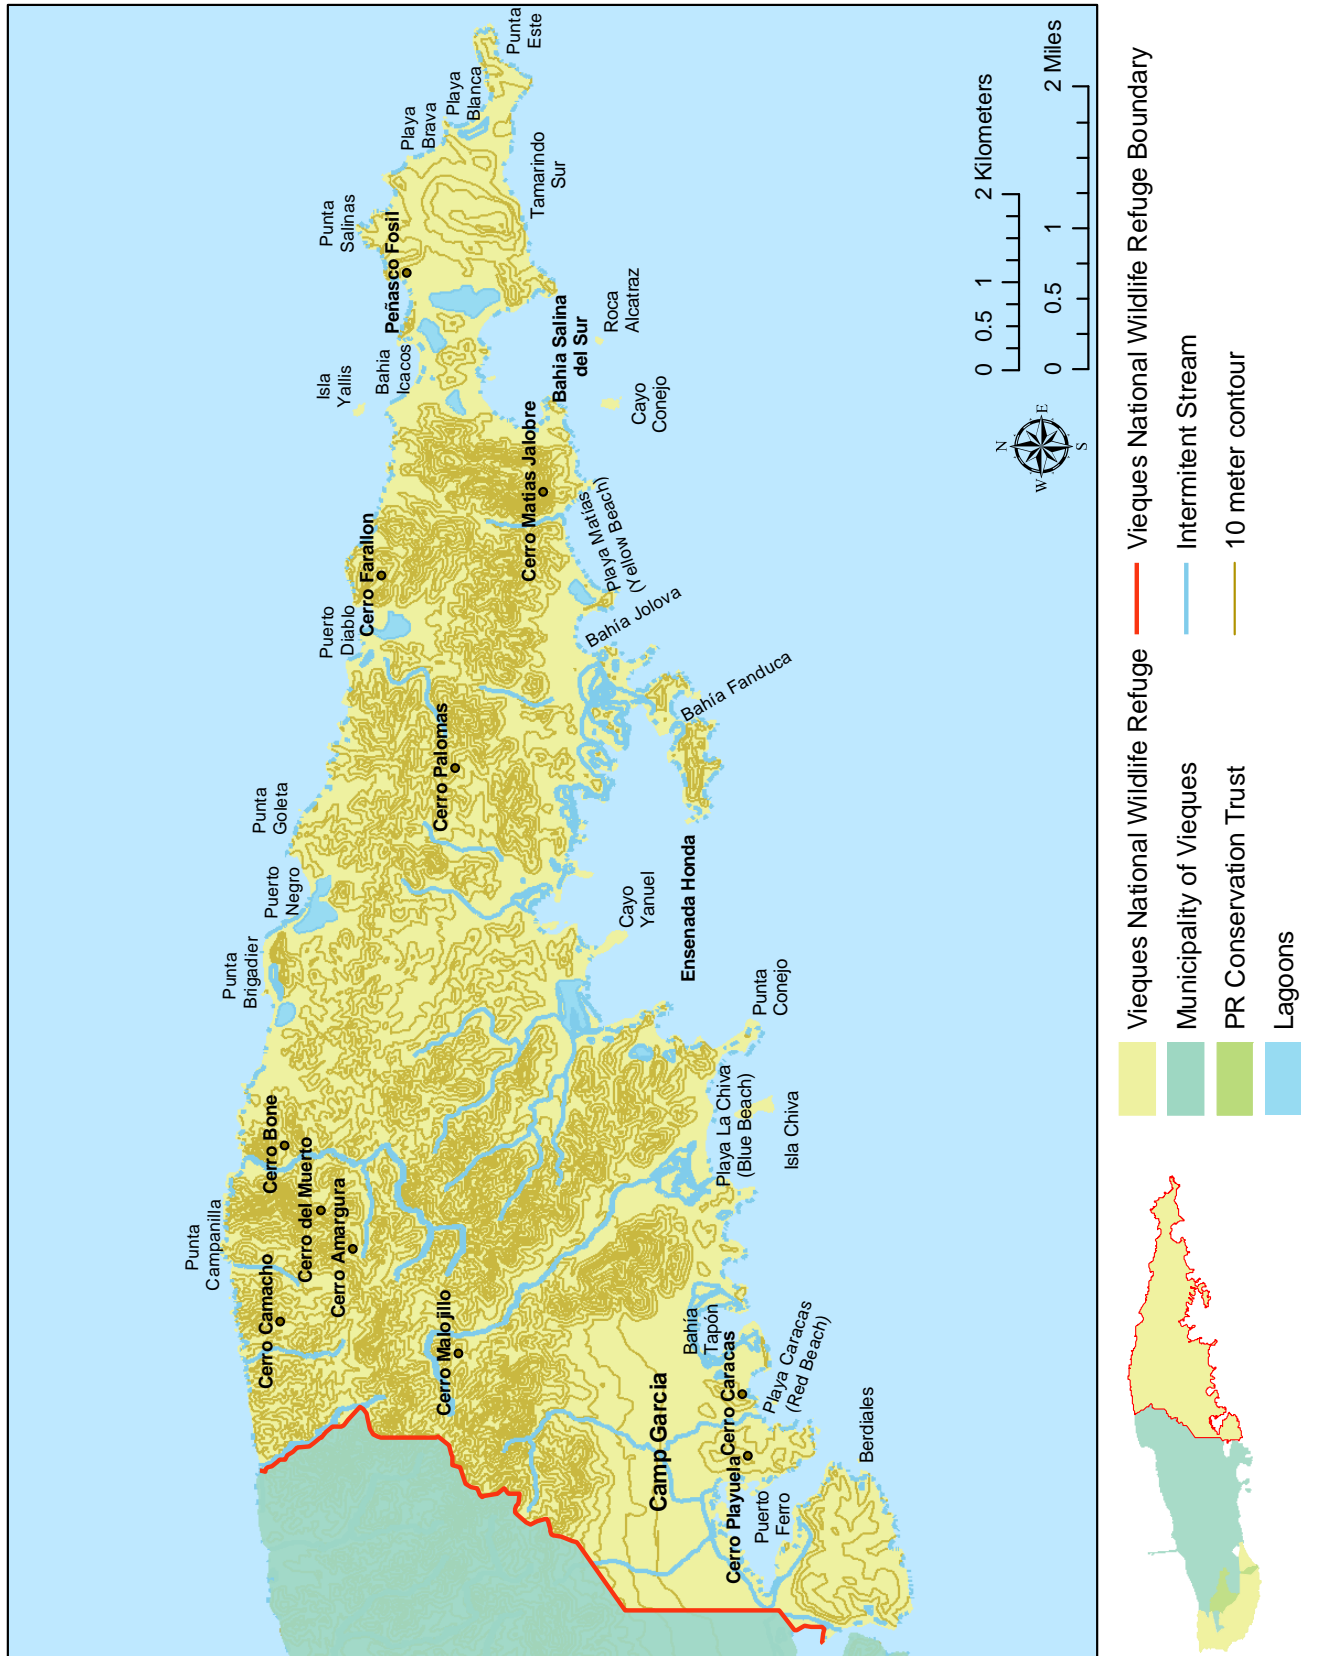 Punta
Campanilla
Cerro Camacho
Cerro del Muerto
Cerro Amargura
Cerro Bone
Cerro Malojillo
Punta
Brigadier
Puerto
Negro
Punta
Goleta
Cerro Palomas
Puerto
Diablo
Cerro Farallon
Isla
Yallis
Bahia
Icacos
Punta
Salinas
Peñasco Fosil
Playa
Brava
Playa
Blanca
Punta
Este
Tamarindo
Sur
Roca
Alcatraz
Bahia Salina
del Sur
Cayo
Conejo
Cerro Matias Jalobre
Playa Matías
(Yellow Beach)
Bahía Jolova
Bahía Fanduca
Ensenada Honda
Cayo
Yanuel
Punta
Conejo
Playa La Chiva
(Blue Beach)
Isla Chiva
Bahía
Tapón
Cerro Caracas
Playa Caracas
(Red Beach)
Camp Garcia
Cerro Playuela
Puerto
Ferro
Berdiales
N
E
S
W
0 0.5 1 2 Kilometers
0 0.5 1 2 Miles
Vieques National Wildlife Refuge
Municipality of Vieques
PR Conservation Trust
Lagoons
Vieques National Wildlife Refuge Boundary
Intermitent Stream
10 meter contour